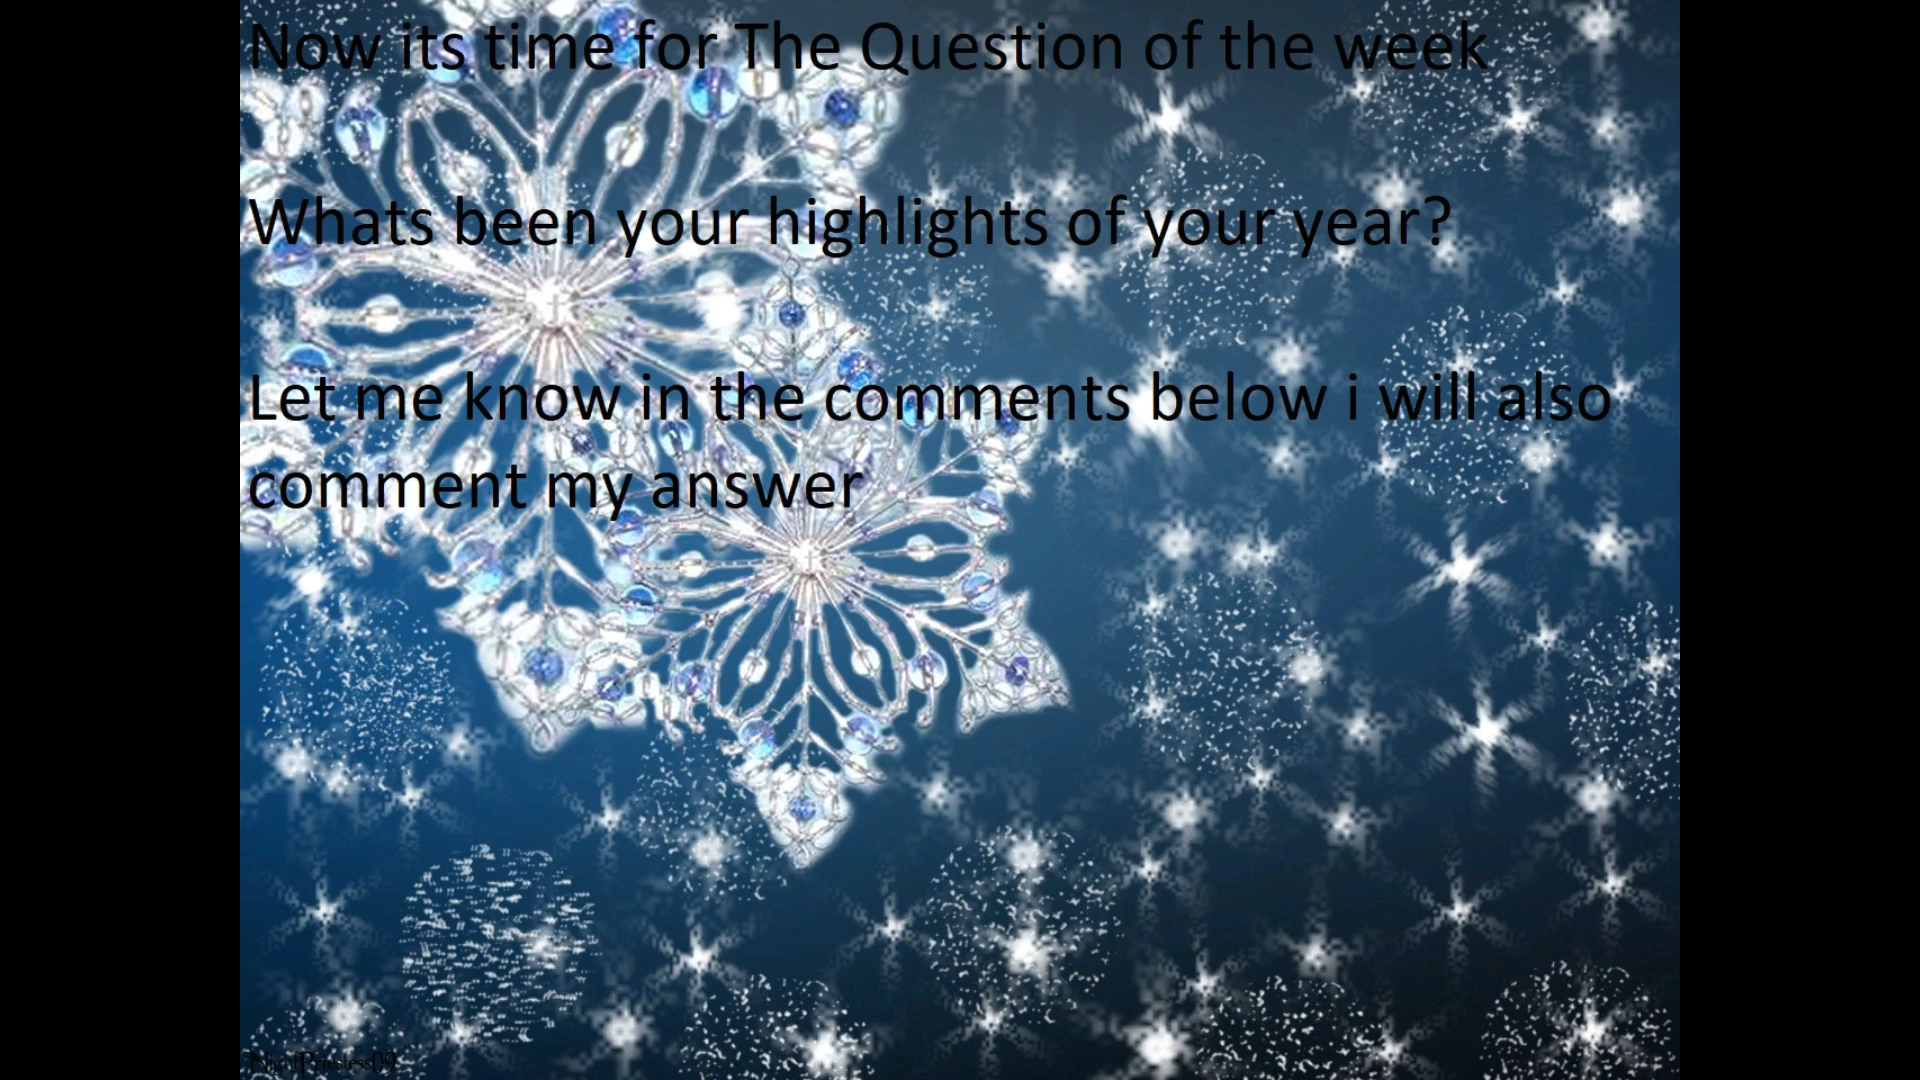 Now its time for The Question of the week
Whats been your highlights of your year?
Let me know in the comments below i will also
comment my answer
NightPriestess09